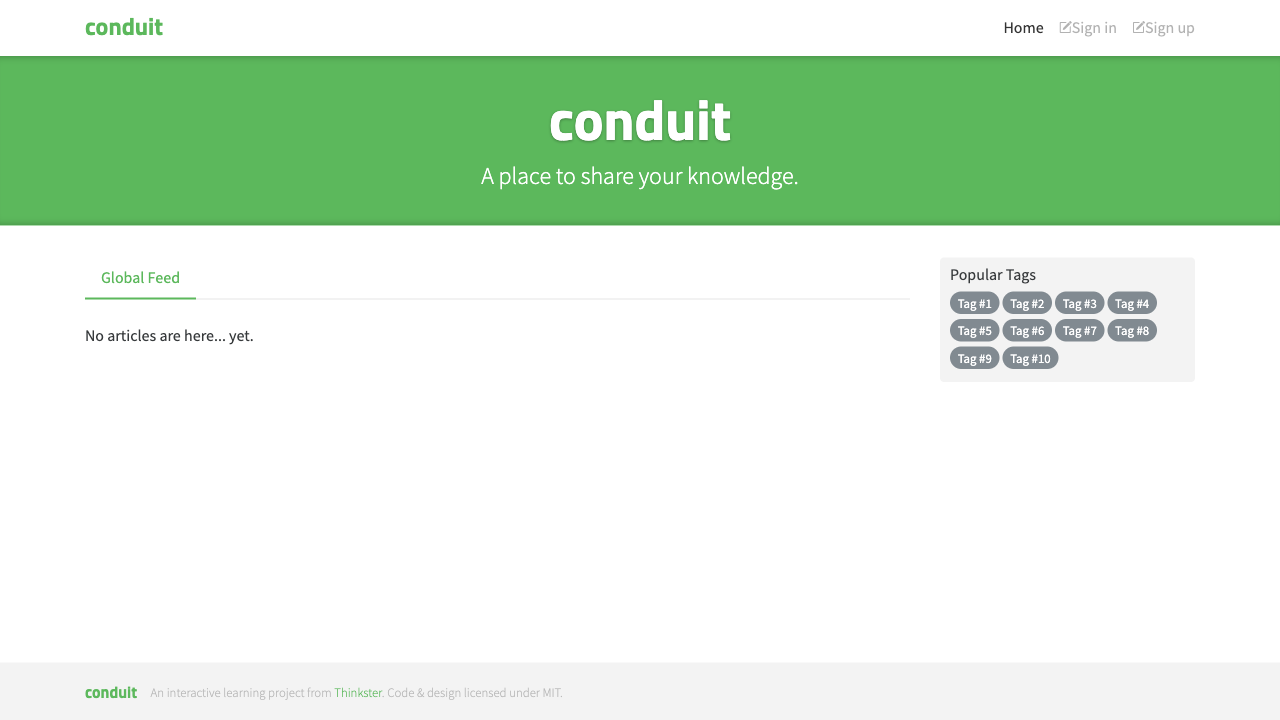 conduit
Home Sign in Sign up
conduit
A place to share your knowledge.
Global Feed
No articles are here... yet.
Popular Tags
Tag #1 Tag #2 Tag #3 Tag #4
Tag #5 Tag #6 Tag #7 Tag #8
Tag #9 Tag #10
conduit An interactive learning project from Thinkster. Code & design licensed under MIT.